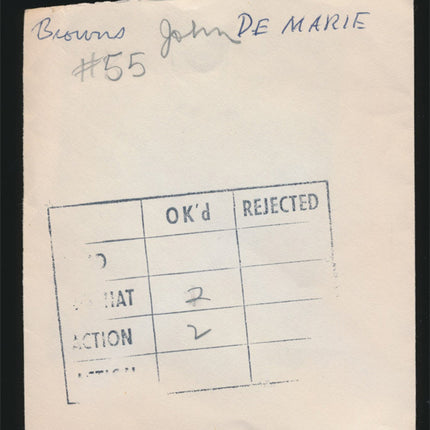 Browns John DE MARIE
#55
OK'd REJECTED
HAT 2
ACTION 2